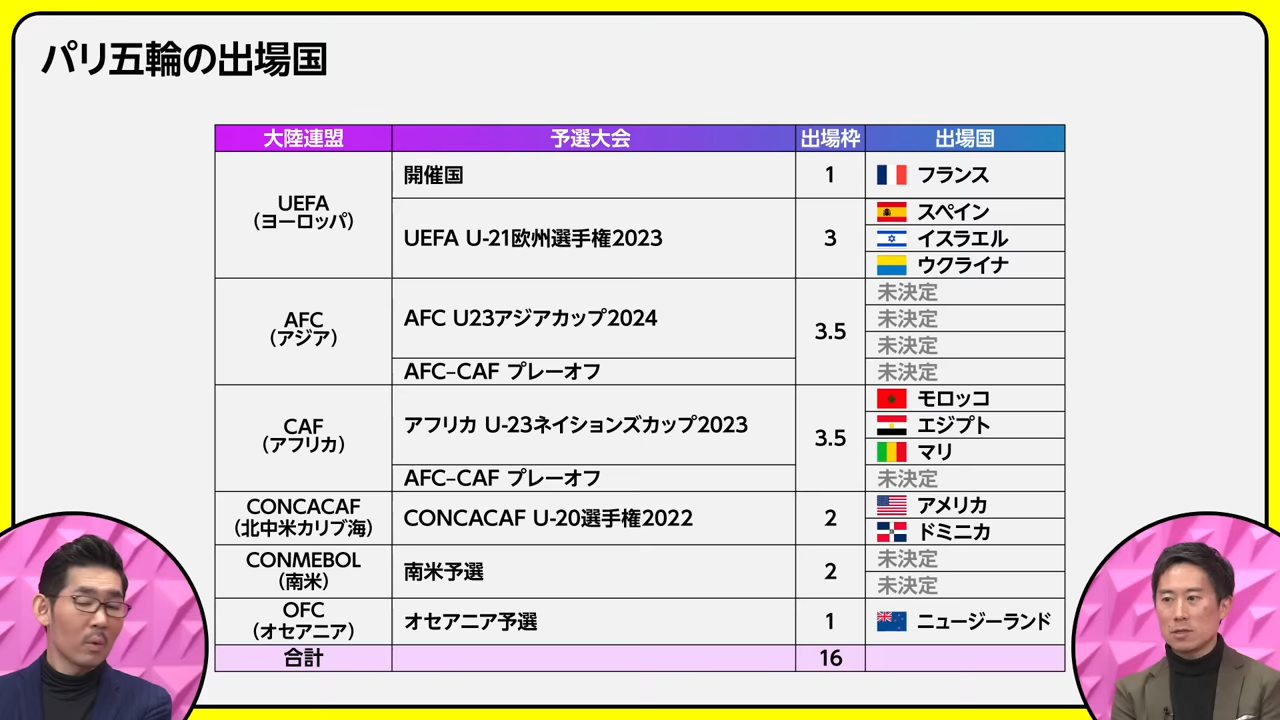 パリ五輪の出場国
大陸連盟 予選大会 出場枠 出場国
UEFA
(ヨーロッパ)
開催国 1 フランス
UEFA U-21欧州選手権2023 3 スペイン
イスラエル
ウクライナ
AFC
(アジア)
AFC U23アジアカップ2024 3.5 未決定
未決定
未決定
AFC-CAF プレーオフ 未決定
CAF
(アフリカ)
アフリカ U-23ネイションズカップ2023 3.5 モロッコ
エジプト
マリ
AFC-CAF プレーオフ 未決定
CONCACAF
(北中米カリブ海)
CONCACAF U-20選手権2022 2 アメリカ
ドミニカ
CONMEBOL
(南米)
南米予選 2 未決定
未決定
OFC
(オセアニア)
オセアニア予選 1 ニュージーランド
合計 16